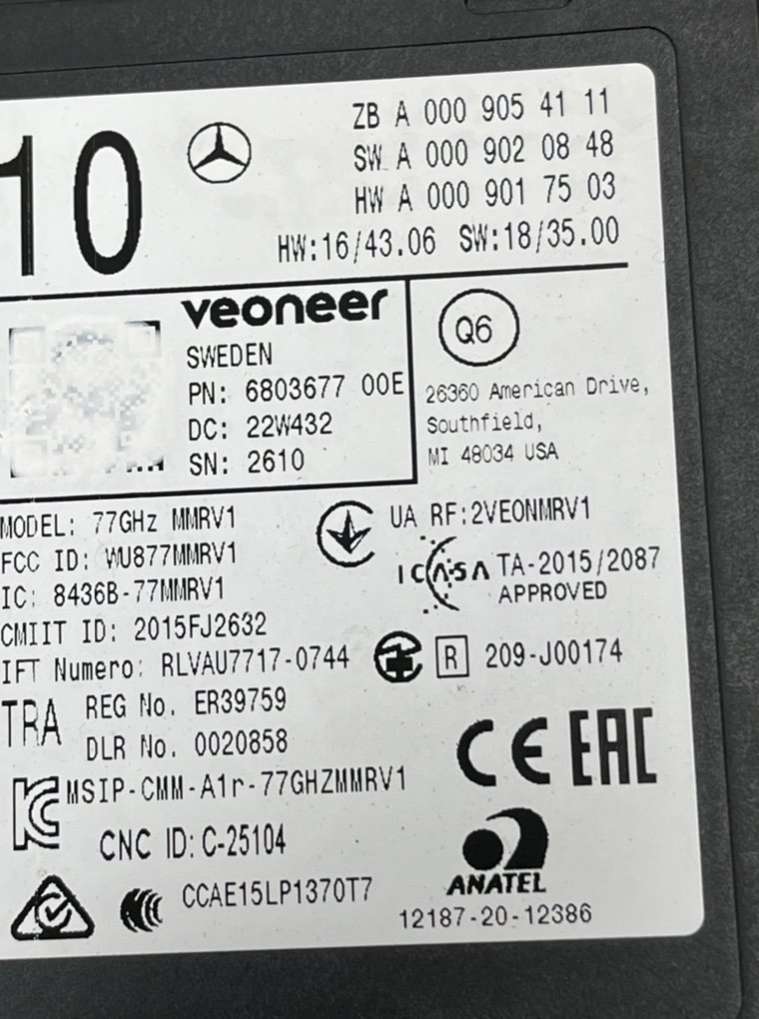 10
ZB A 000 905 41 11
SW A 000 902 08 48
HW A 000 901 75 03
HW:16/43.06 SW:18/35.00
veoneer
SWEDEN
PN: 6803677 00E
DC: 22W432
SN: 2610
Q6
26360 American Drive,
Southfield,
MI 48034 USA
MODEL: 77GHz MMRV1
FCC ID: WU877MMRV1
IC: 8436B-77MMRV1
CMIIT ID: 2015FJ2632
IFT Numero: RLVAU7717-0744
UA RF:2VEONMRV1
ICASA TA-2015/2087
APPROVED
R 209-J00174
TRA REG No. ER39759
DLR No. 0020858
CE EAC
MSIP-CMM-A1r-77GHZMMRV1
CNC ID: C-25104
CCAE15LP1370T7
ANATEL
12187-20-12386